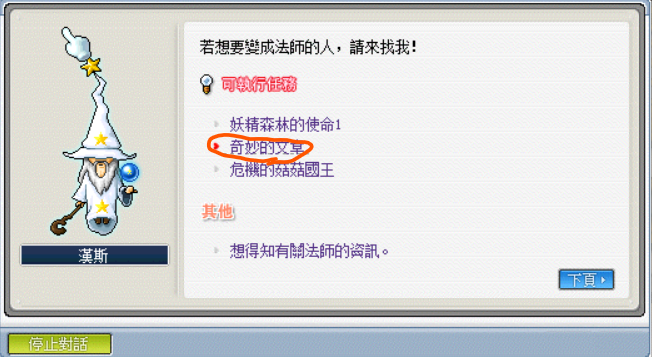 若想要變成法師的人，請來找我!
可執行任務
妖精森林的使命1
奇妙的文章
危機的菇菇國王
其他
想得知有關法師的資訊。
漢斯
下頁
停止對話